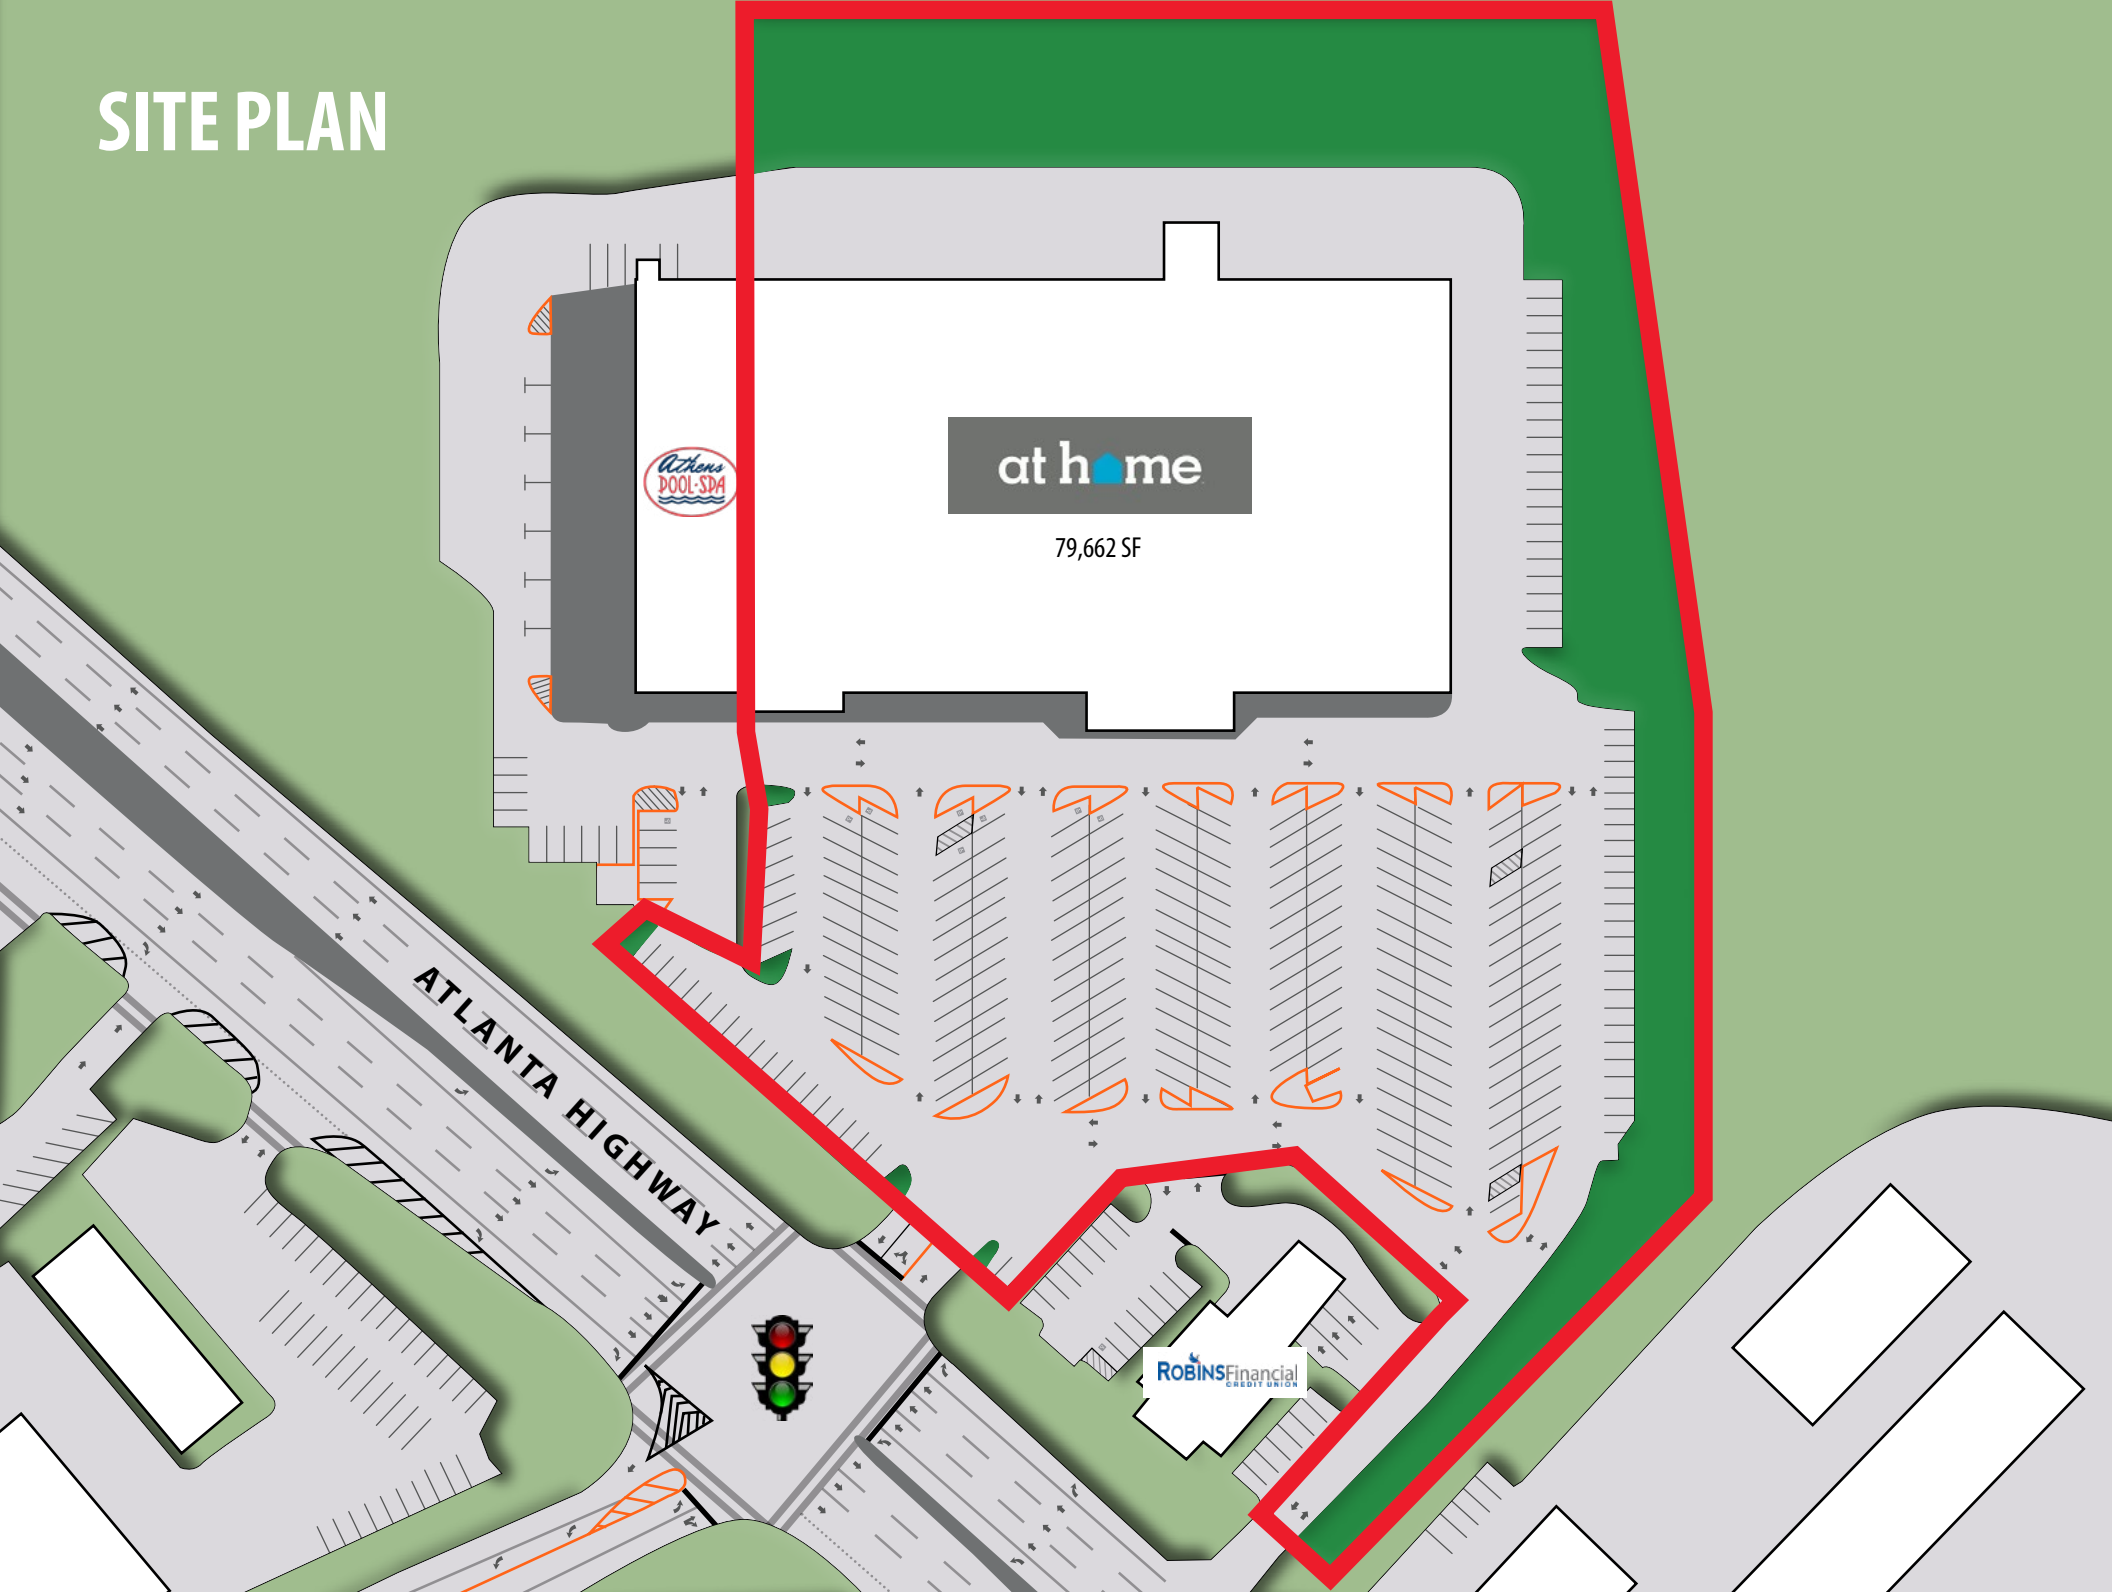 SITE PLAN
Athens
POOL·SPA
at home
79,662 SF
ATLANTA HIGHWAY
ROBINS Financial
CREDIT UNION